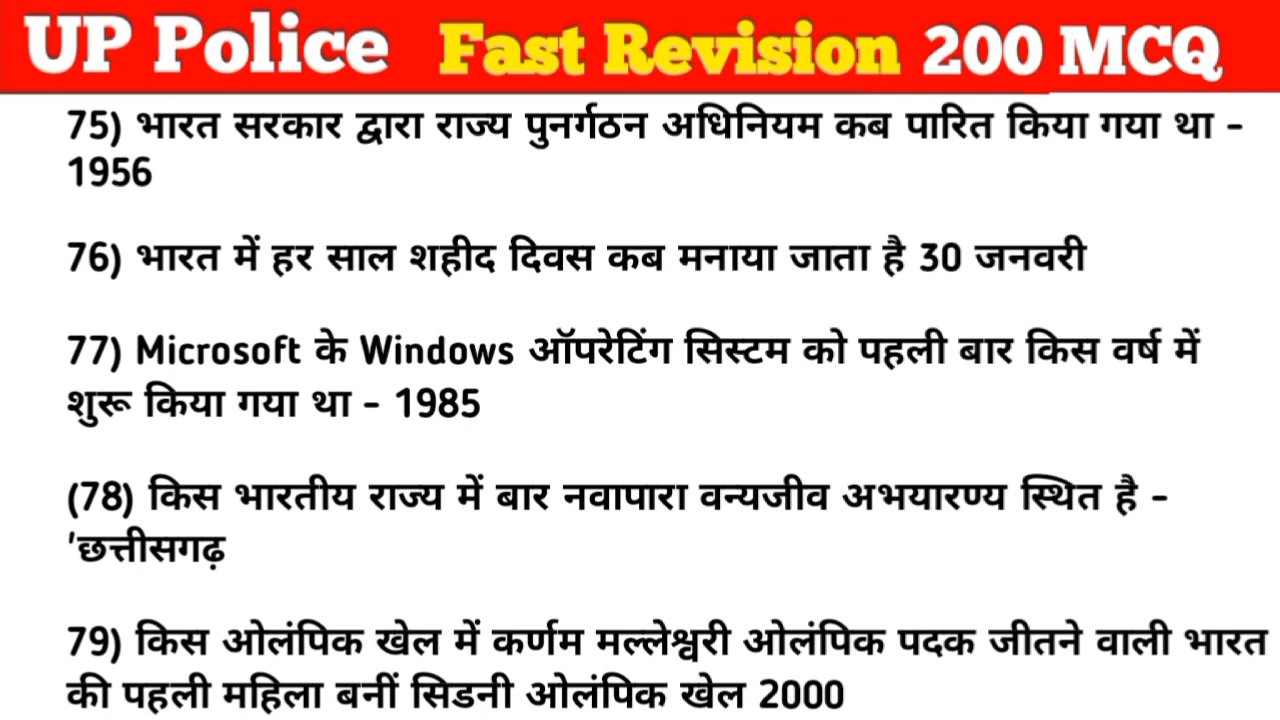 UP Police Fast Revision 200 MCQ
75) भारत सरकार द्वारा राज्य पुनर्गठन अधिनियम कब पारित किया गया था -
1956
76) भारत में हर साल शहीद दिवस कब मनाया जाता है 30 जनवरी
77) Microsoft के Windows ऑपरेटिंग सिस्टम को पहली बार किस वर्ष में
शुरू किया गया था - 1985
(78) किस भारतीय राज्य में बार नवापारा वन्यजीव अभयारण्य स्थित है -
'छत्तीसगढ़
79) किस ओलंपिक खेल में कर्णम मल्लेश्वरी ओलंपिक पदक जीतने वाली भारत
की पहली महिला बनीं सिडनी ओलंपिक खेल 2000